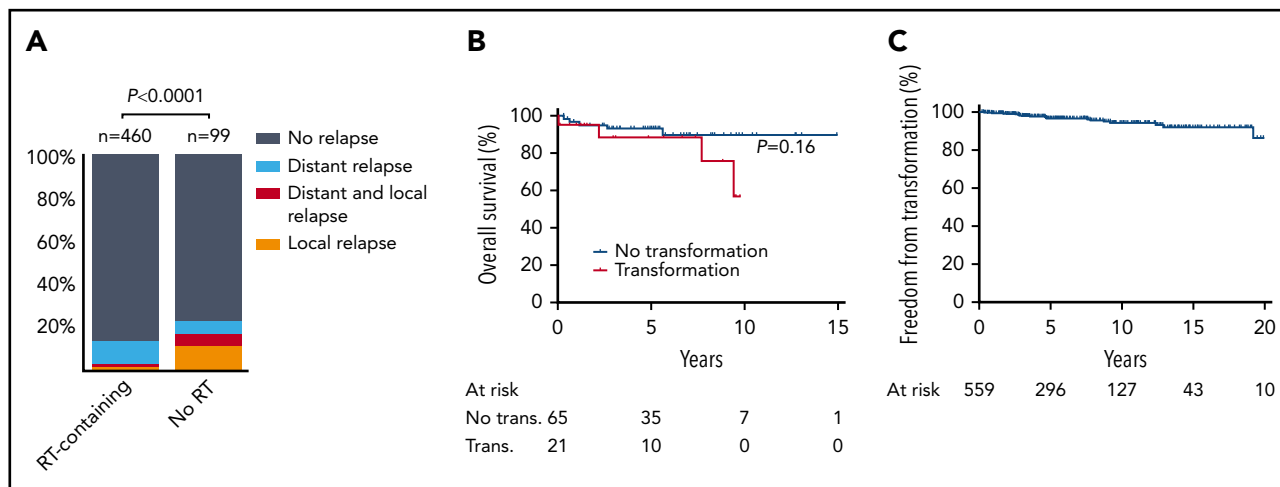 A
P<0.0001
n=460 n=99
100%
80%
60%
40%
20%
RT-containing
No RT
No relapse
Distant relapse
Distant and local
relapse
Local relapse
B
Overall survival (%)
100
80
60
40
20
0
P=0.16
No transformation
Transformation
0 5 10 15
Years
At risk
No trans. 65 35 7 1
Trans. 21 10 0 0
C
Freedom from transformation (%)
100
80
60
40
20
0
0 5 10 15 20
Years
At risk 559 296 127 43 10